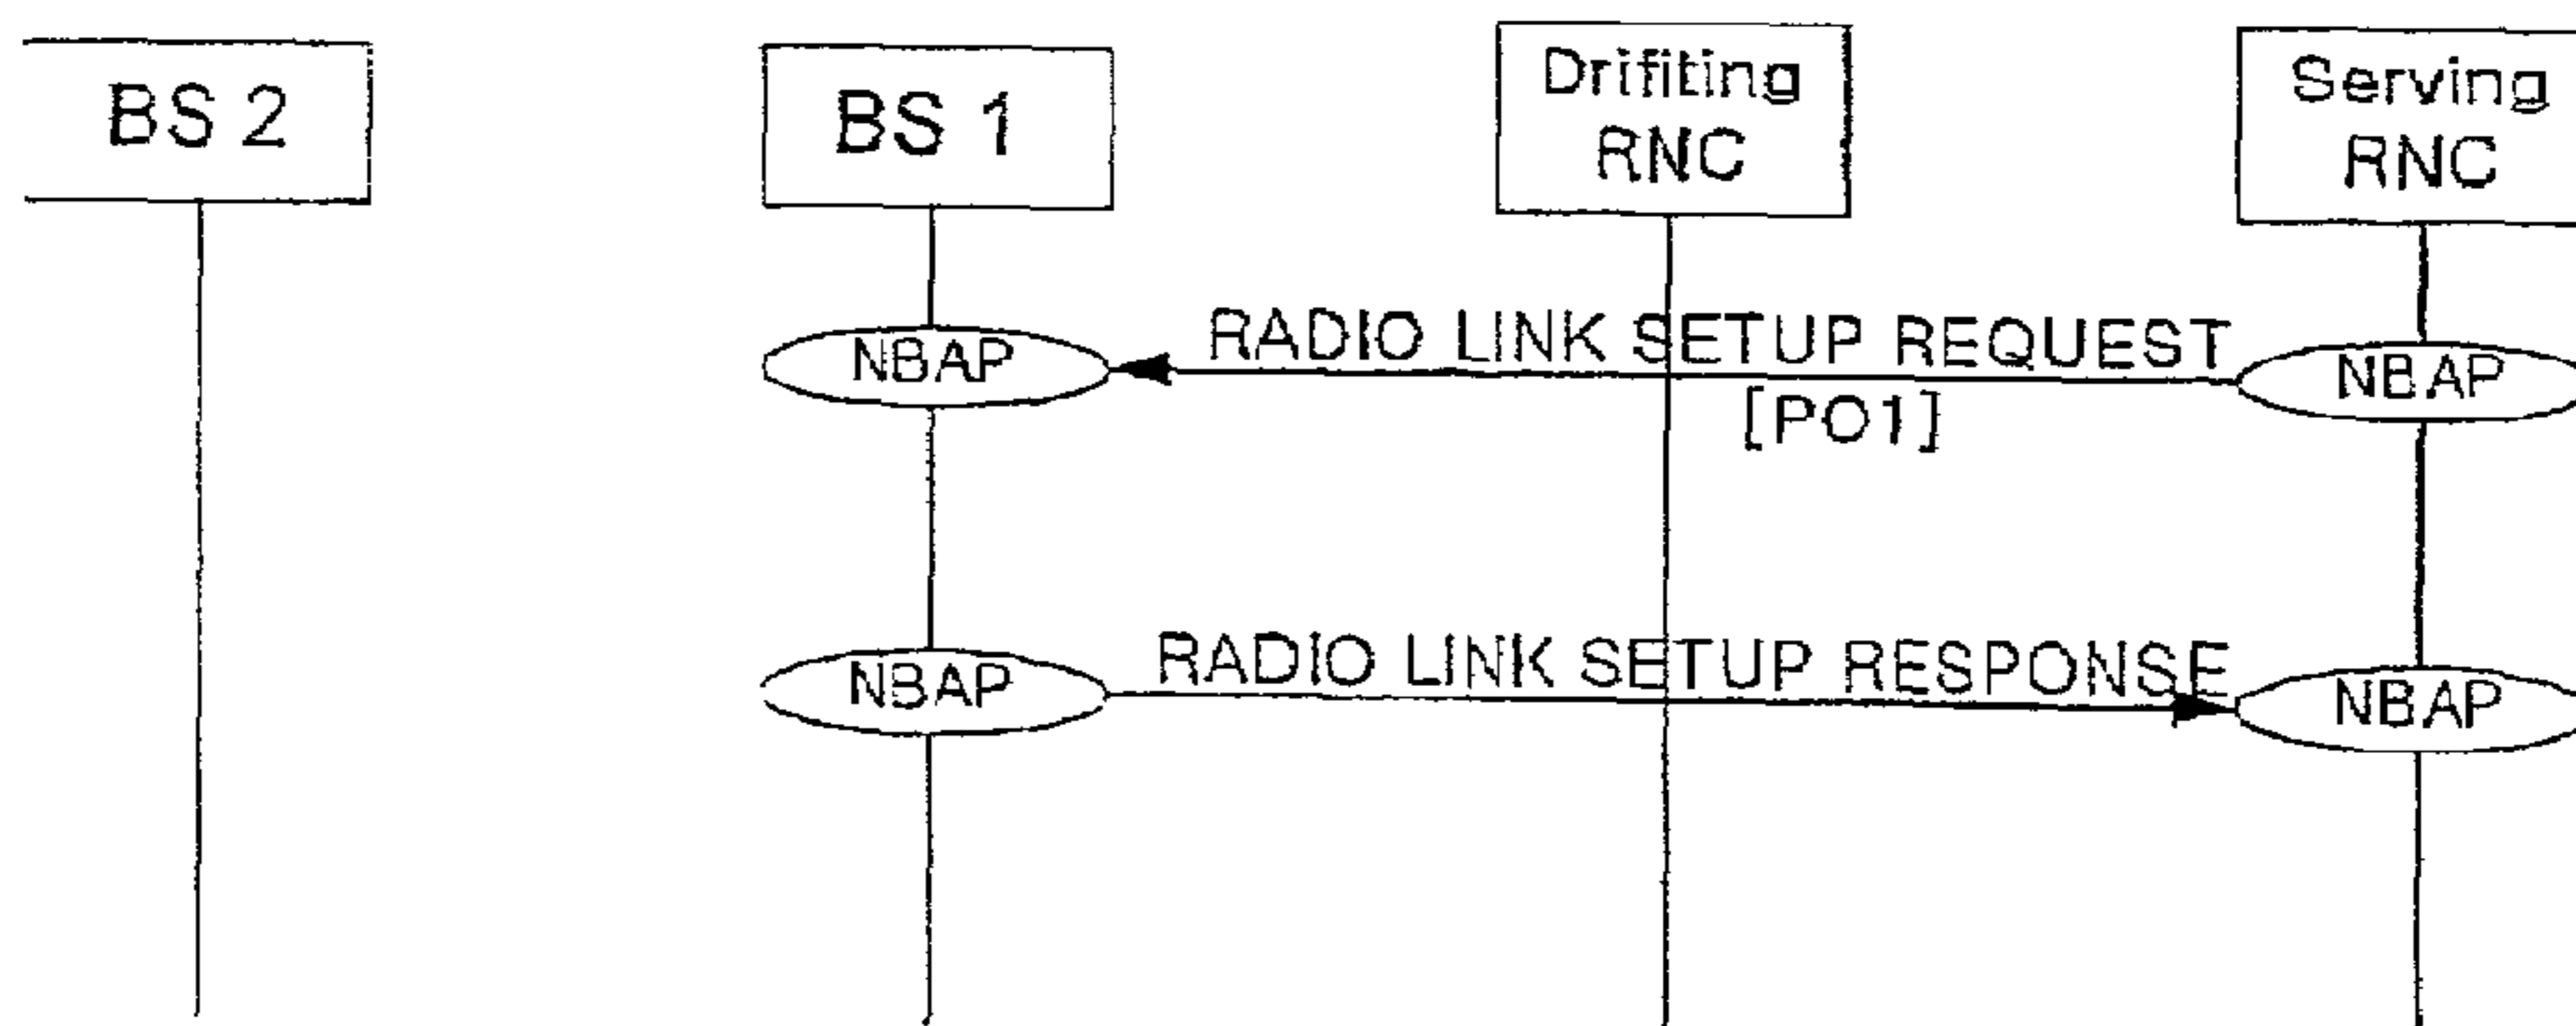 BS 2
BS 1
Drifiting
RNC
Serving
RNC
NBAP
RADIO LINK SETUP REQUEST
NBAP
[PO1]
NBAP
RADIO LINK SETUP RESPONSE
NBAP